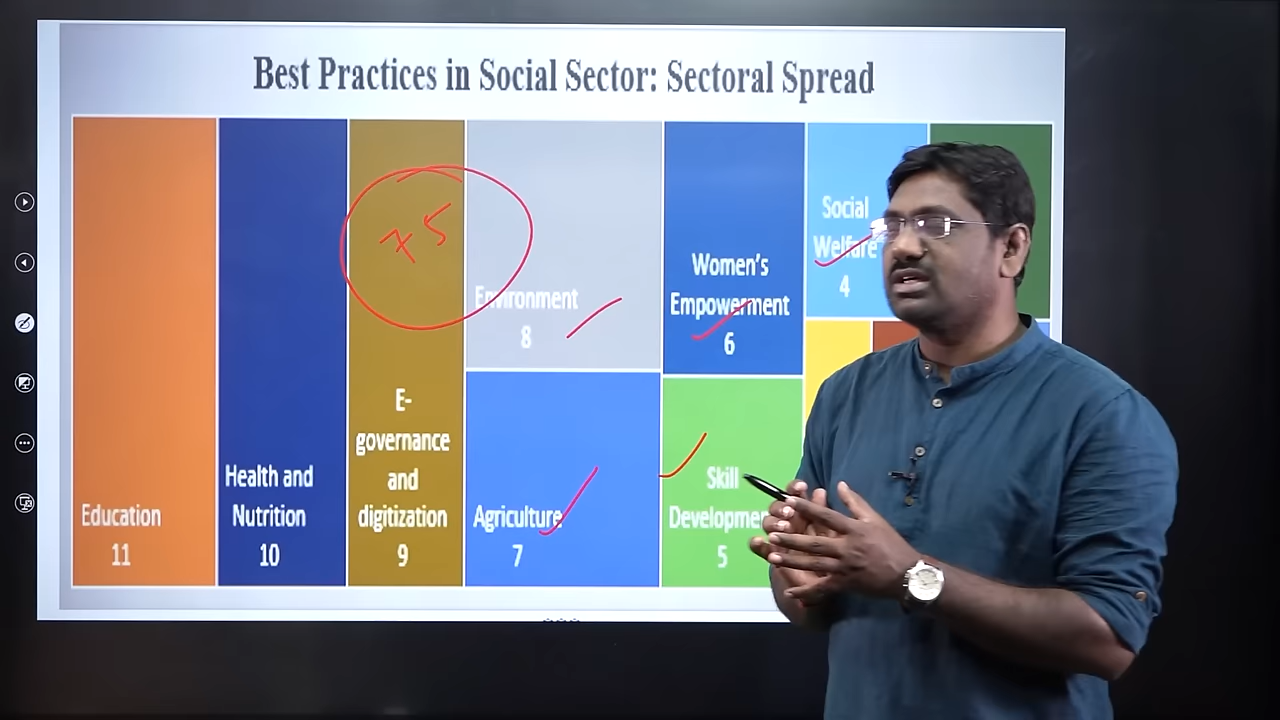 Best Practices in Social Sector: Sectoral Spread
Education
11
Health and
Nutrition
10
75
E-
governance
and
digitization
9
Environment
8
Agriculture
7
Women's
Empowerment
6
Skill
5
Social
Welfare
4